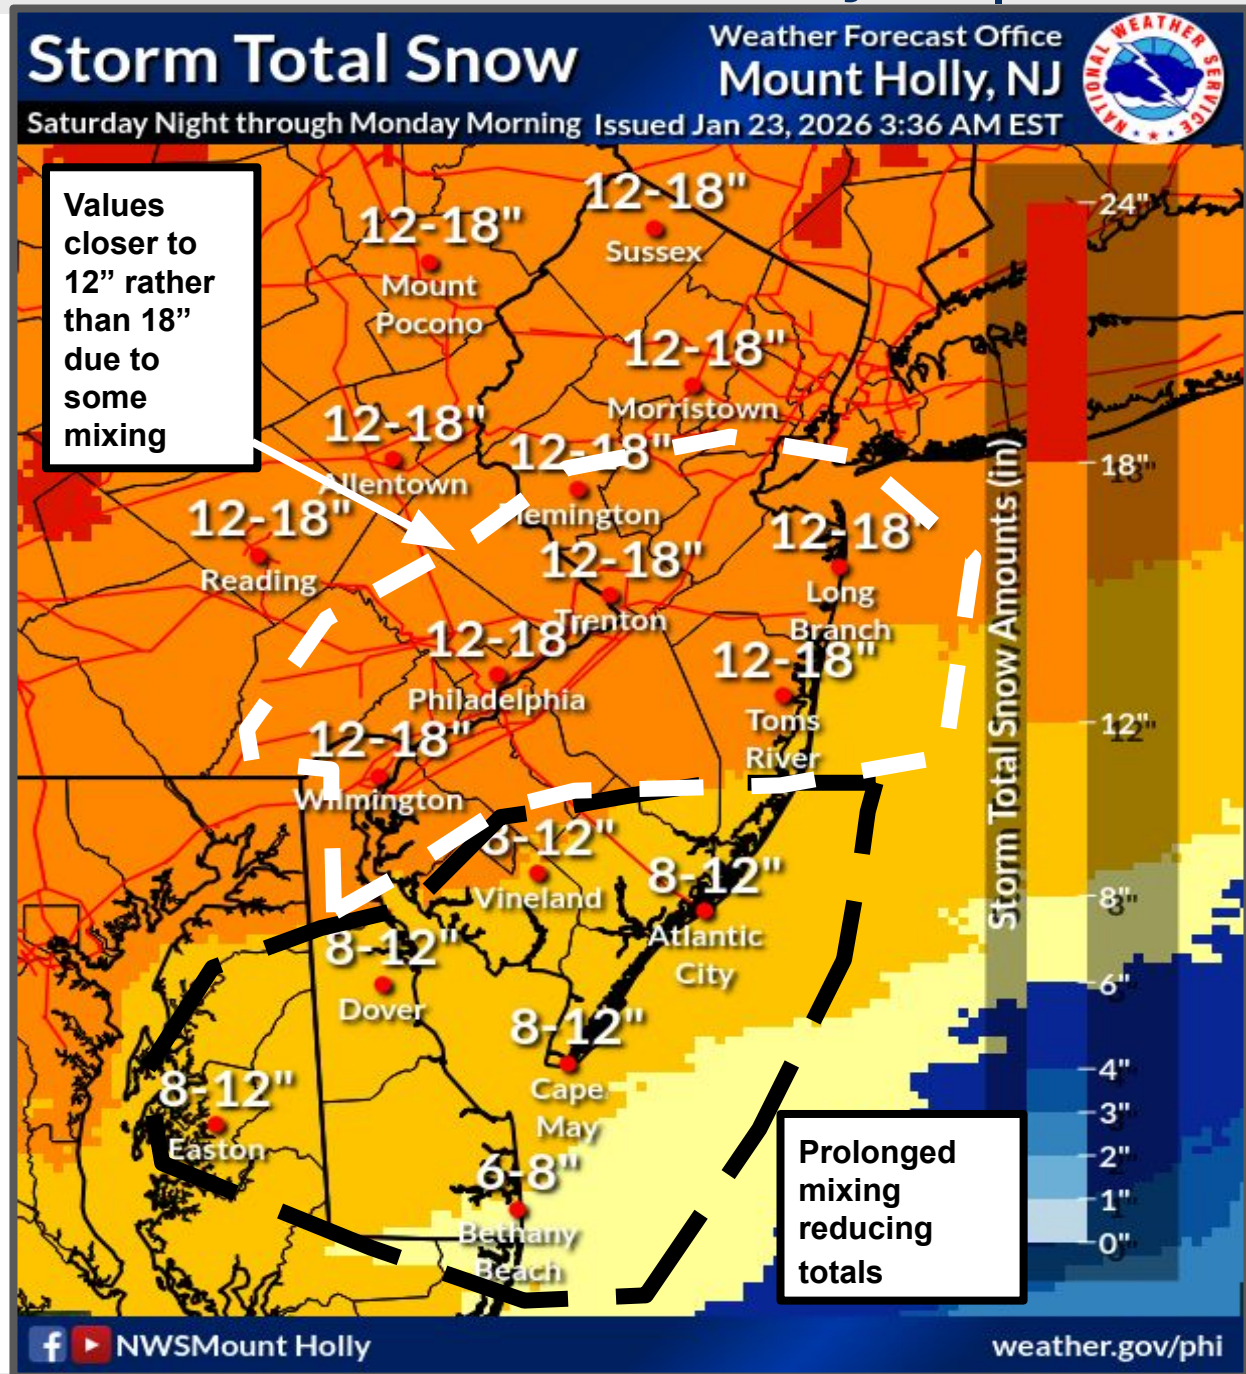 Storm Total Snow
Weather Forecast Office
Mount Holly, NJ
NATIONAL WEATHER SERVICE
Saturday Night through Monday Morning
Issued Jan 23, 2026 3:36 AM EST
Values
closer to
12” rather
than 18”
due to
some
mixing
12-18"
Sussex
12-18"
Mount
Pocono
12-18"
Morristown
12-18"
Allentown
12-18"
Flemington
12-18"
Reading
12-18"
Long
Branch
12-18"
Trenton
12-18"
Philadelphia
12-18"
Toms
River
12-18"
Wilmington
8-12"
Vineland
8-12"
Atlantic
City
8-12"
Dover
8-12"
Cape
May
8-12"
Easton
6-8"
Bethany
Beach
Prolonged
mixing
reducing
totals
Storm Total Snow Amounts (in)
24"
18"
12"
8"
6"
4"
3"
2"
1"
0"
NWSMount Holly
weather.gov/phi